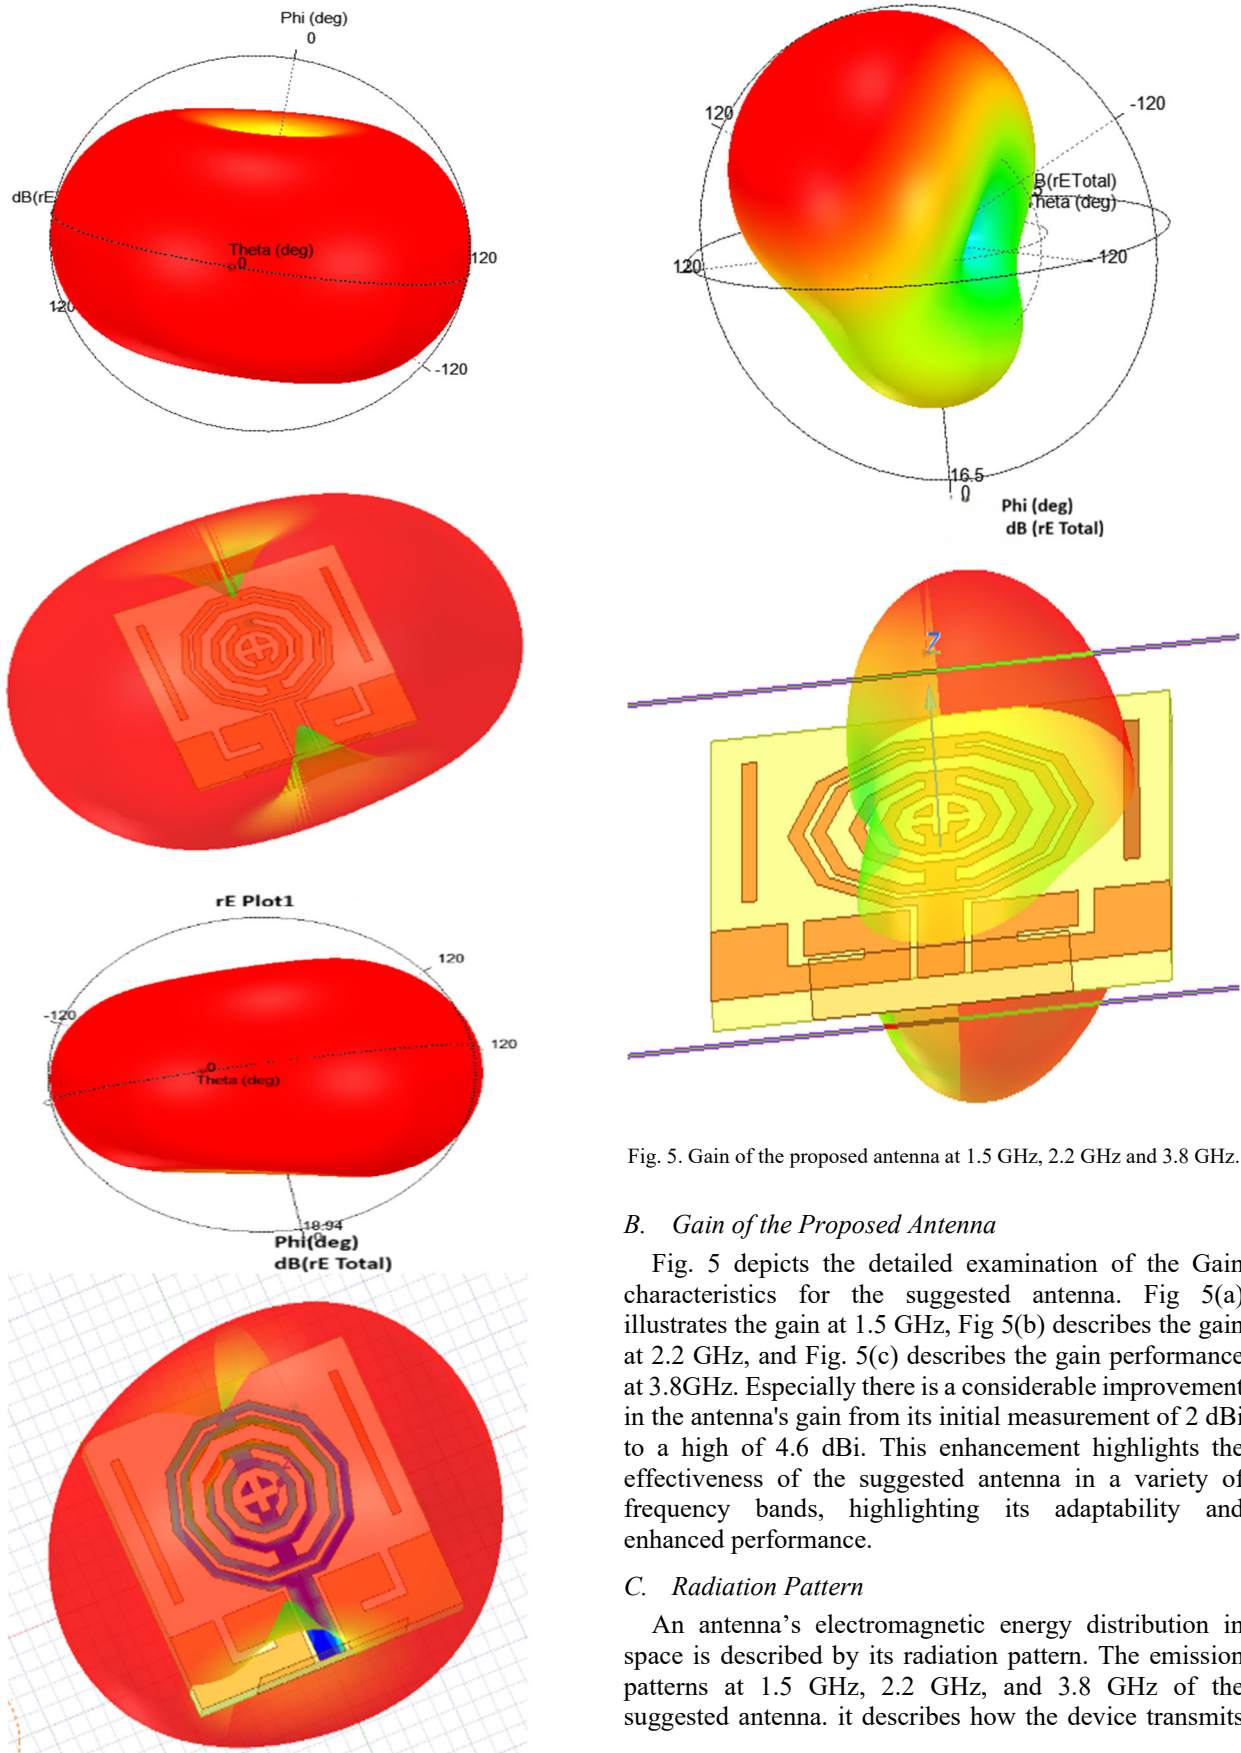 Phi (deg)
0
dB(rE
Theta (deg)
0
120
120
-120
rE Plot1
120
-120
120
0
Theta (deg)
18.94
Phi(deg)
dB(rE Total)
Z
120
-120
B(rETotal)
5
heta (deg)
120
-120
16.5
0
Phi (deg)
dB (rE Total)
Z
Fig. 5. Gain of the proposed antenna at 1.5 GHz, 2.2 GHz and 3.8 GHz.
B. Gain of the Proposed Antenna
Fig. 5 depicts the detailed examination of the Gain
characteristics for the suggested antenna. Fig 5(a)
illustrates the gain at 1.5 GHz, Fig 5(b) describes the gain
at 2.2 GHz, and Fig. 5(c) describes the gain performance
at 3.8GHz. Especially there is a considerable improvement
in the antenna's gain from its initial measurement of 2 dBi
to a high of 4.6 dBi. This enhancement highlights the
effectiveness of the suggested antenna in a variety of
frequency bands, highlighting its adaptability and
enhanced performance.
C. Radiation Pattern
An antenna’s electromagnetic energy distribution in
space is described by its radiation pattern. The emission
patterns at 1.5 GHz, 2.2 GHz, and 3.8 GHz of the
suggested antenna. it describes how the device transmits